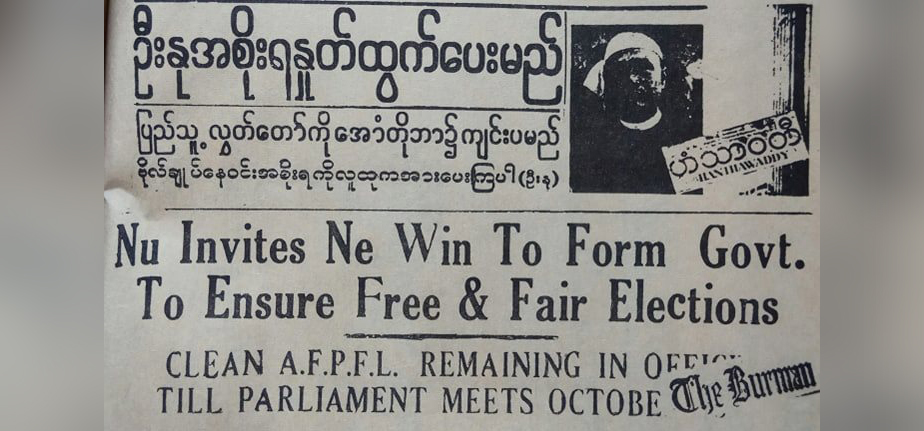 ဦးနုအစိုးရနှုတ်ထွက်ပေးမည်
ပြည်သူ့လွှတ်တော်ကို အောံတိုဘာ၌ကျင်းပမည်
ဗိုလ်ချုပ်နေဝင်းအစိုးရကိုလူထုကအားပေးကြပါ(ဦးနု)
ဟံသာဝတီ
HANTHAWADDY
Nu Invites Ne Win To Form Govt.
To Ensure Free & Fair Elections
CLEAN A.F.P.F.L. REMAINING IN
TILL PARLIAMENT MEETS OCTOBE
The Burman